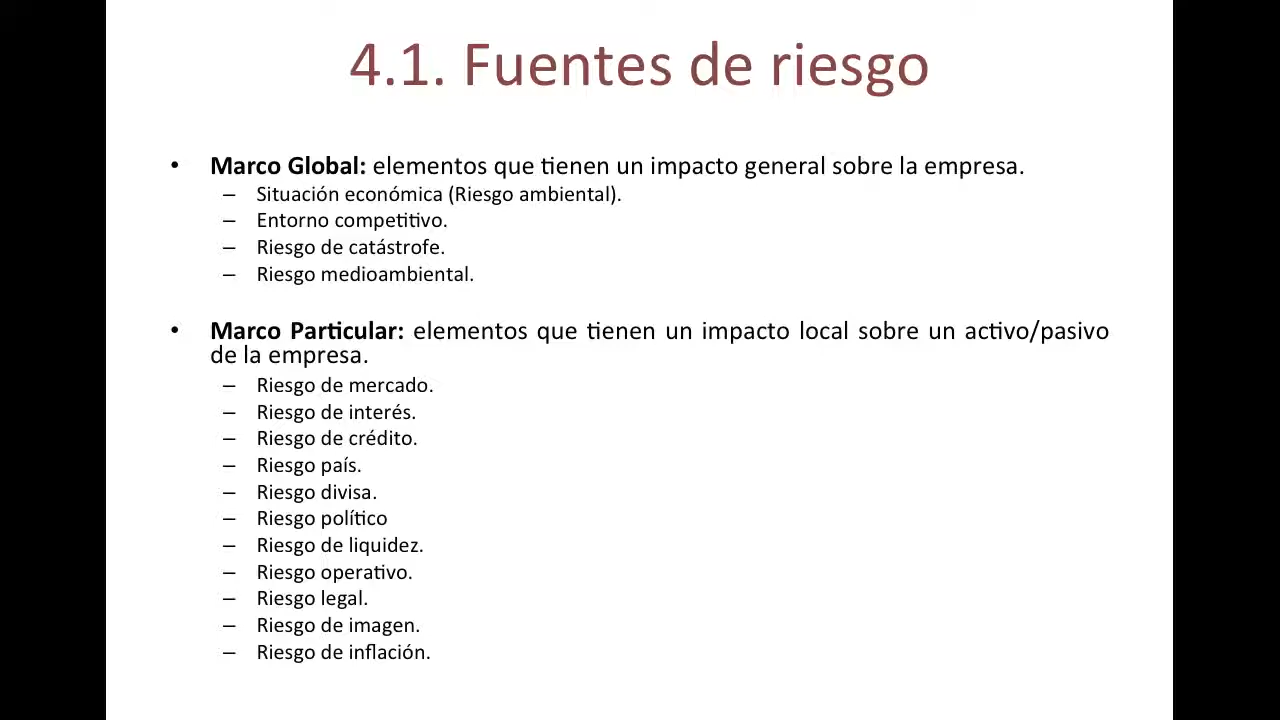 4.1. Fuentes de riesgo
• Marco Global: elementos que tienen un impacto general sobre la empresa.
– Situación económica (Riesgo ambiental).
– Entorno competitivo.
– Riesgo de catástrofe.
– Riesgo medioambiental.
• Marco Particular: elementos que tienen un impacto local sobre un activo/pasivo
de la empresa.
– Riesgo de mercado.
– Riesgo de interés.
– Riesgo de crédito.
– Riesgo país.
– Riesgo divisa.
– Riesgo político
– Riesgo de liquidez.
– Riesgo operativo.
– Riesgo legal.
– Riesgo de imagen.
– Riesgo de inflación.